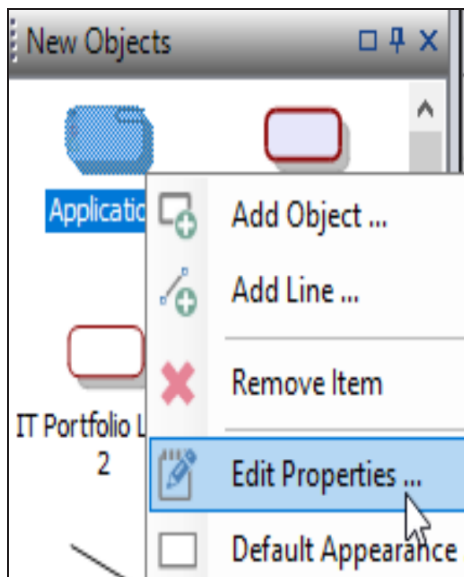 New Objects
Applicatio
Add Object ...
Add Line ...
Remove Item
IT Portfolio L
2
Edit Properties ...
Default Appearance